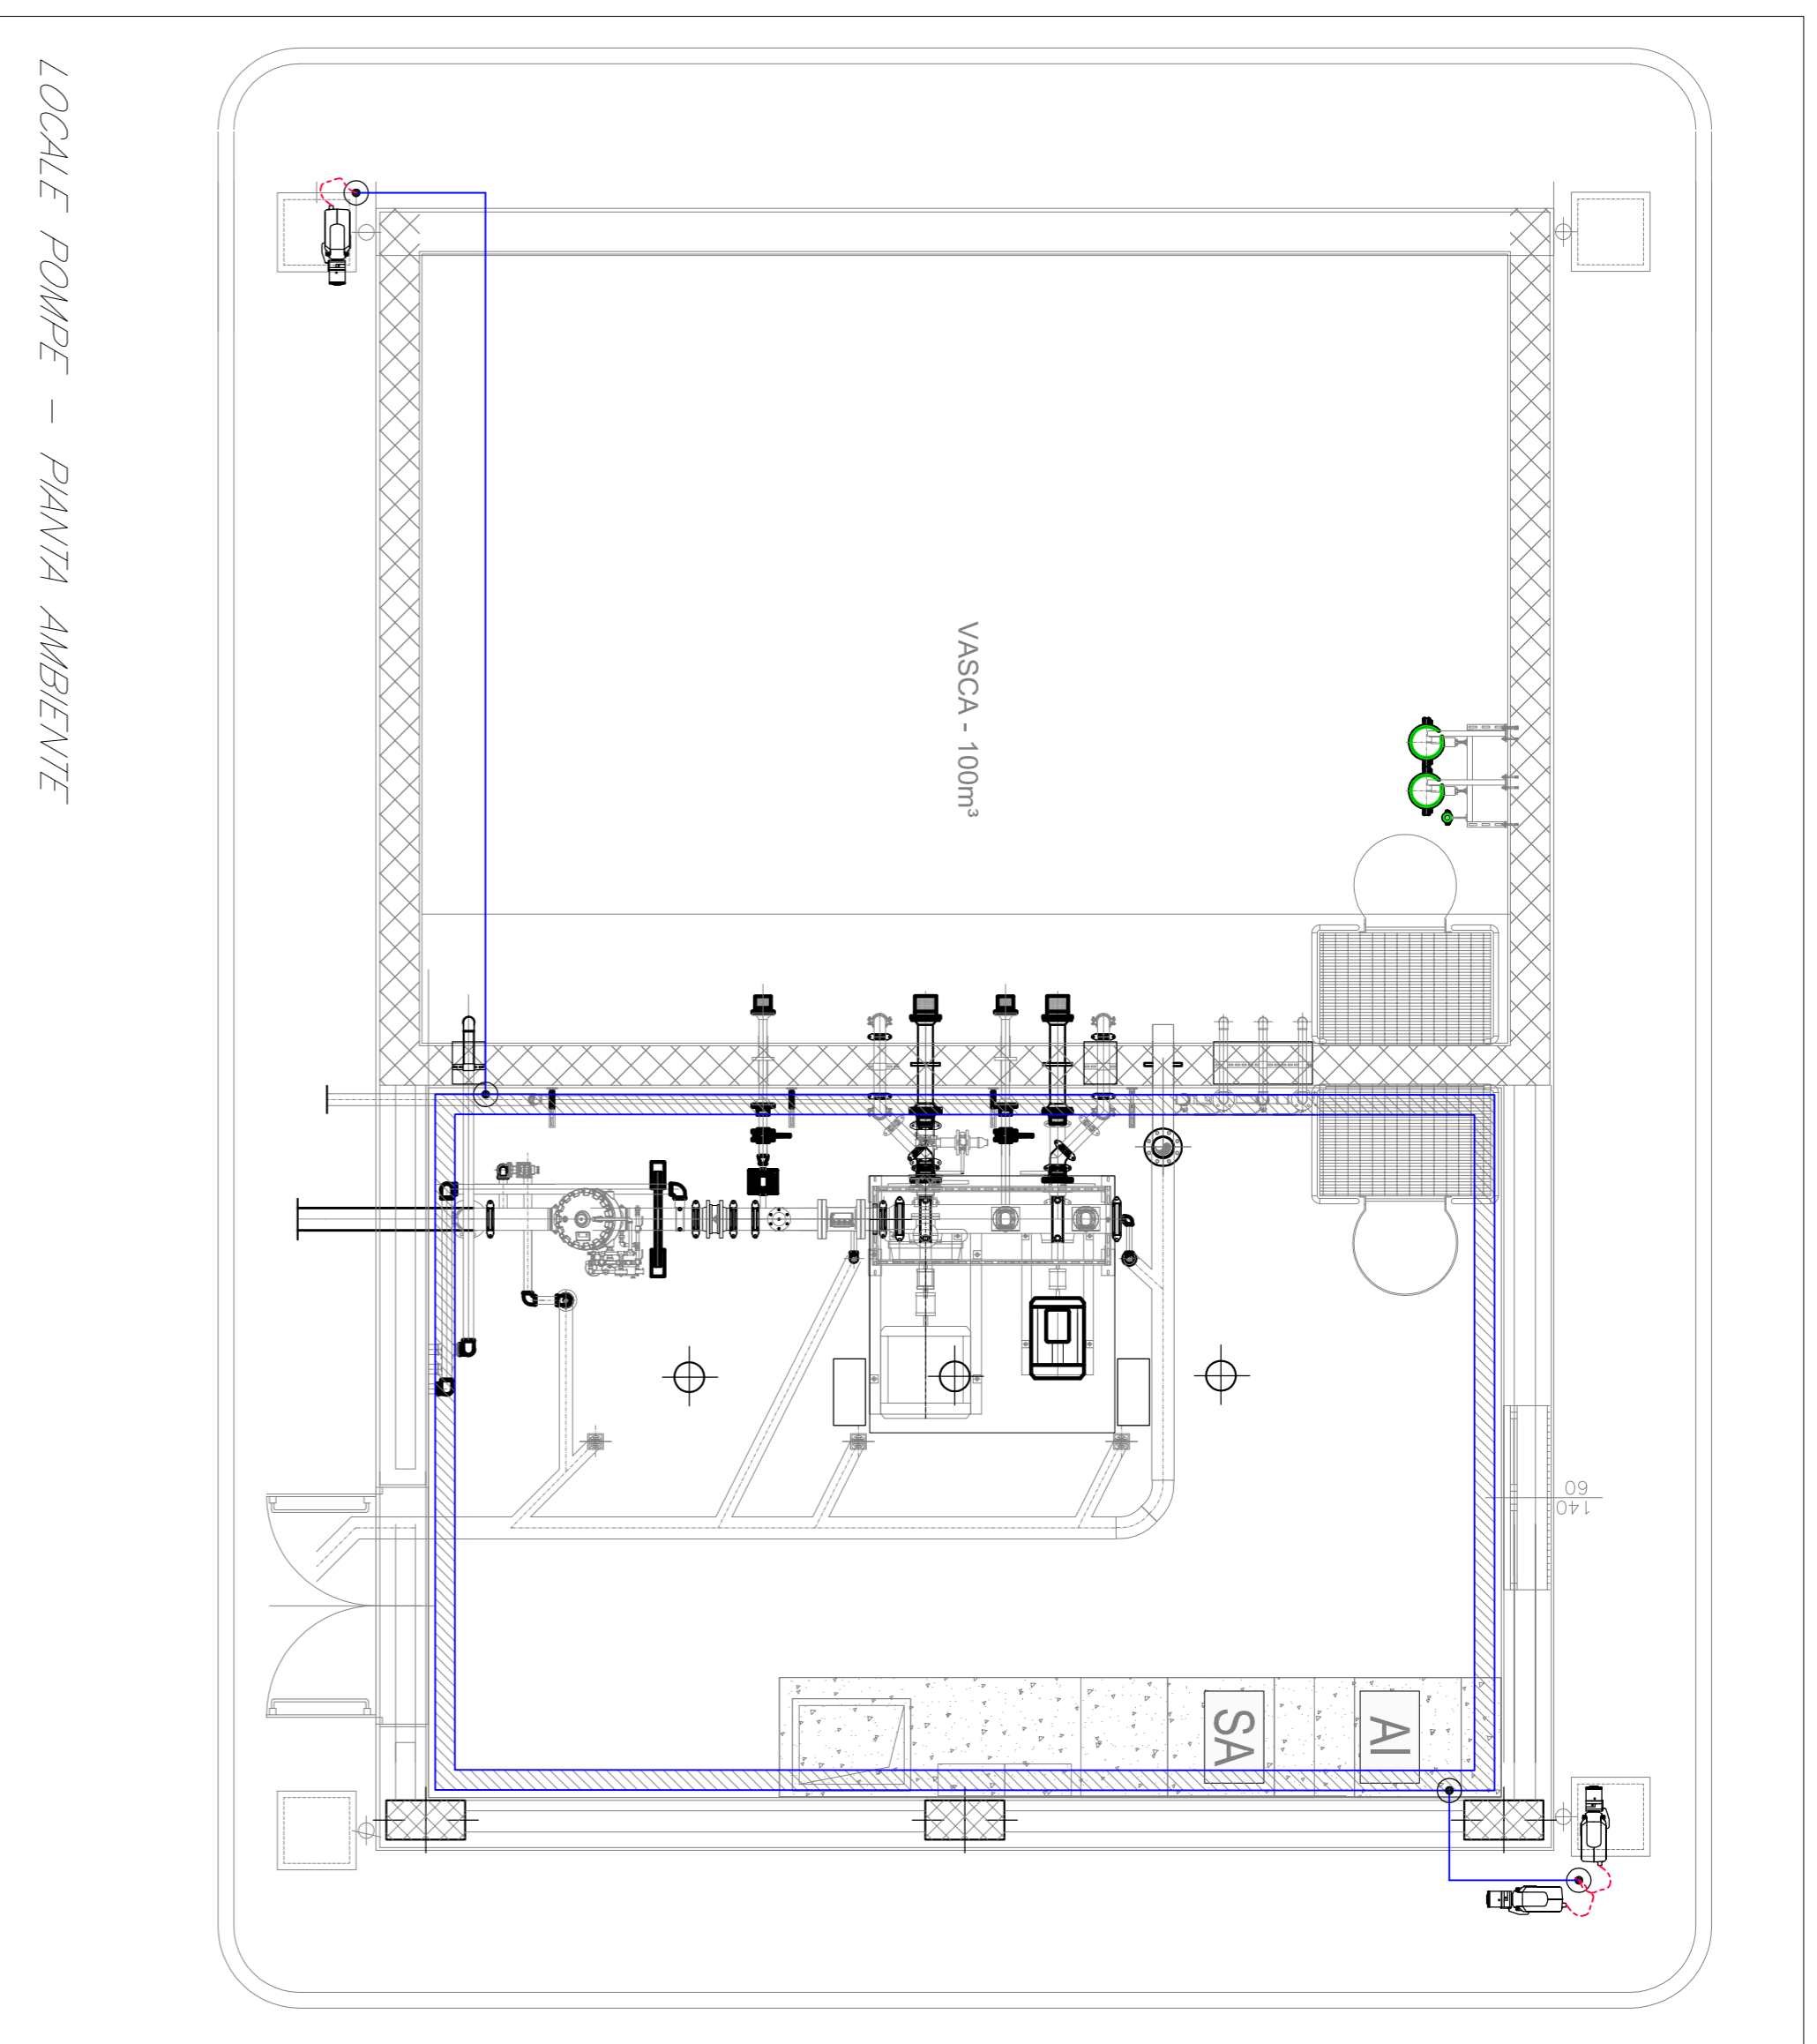 LOCALE POMPE - PIANTA AMBIENTE
VASCA - 100m³
60
140
SA
AI